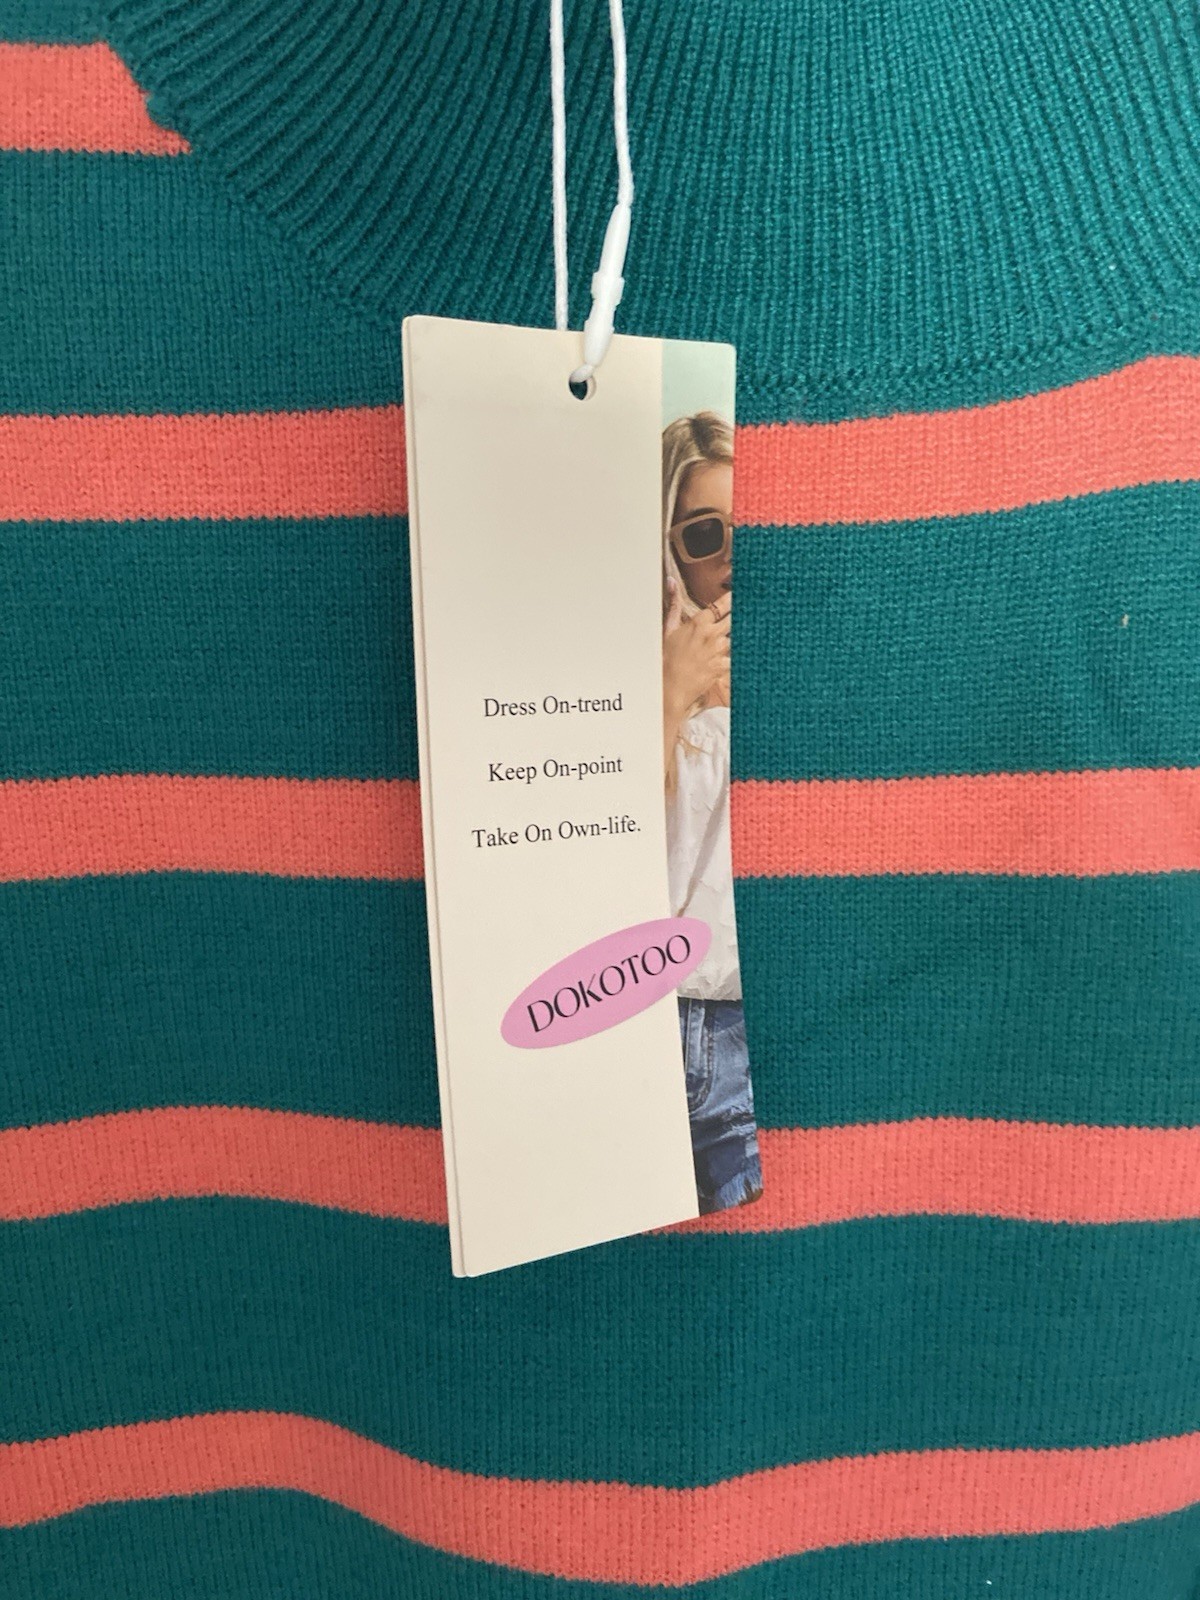 Dress On-trend
Keep On-point
Take On Own-life.
DOKOTOO